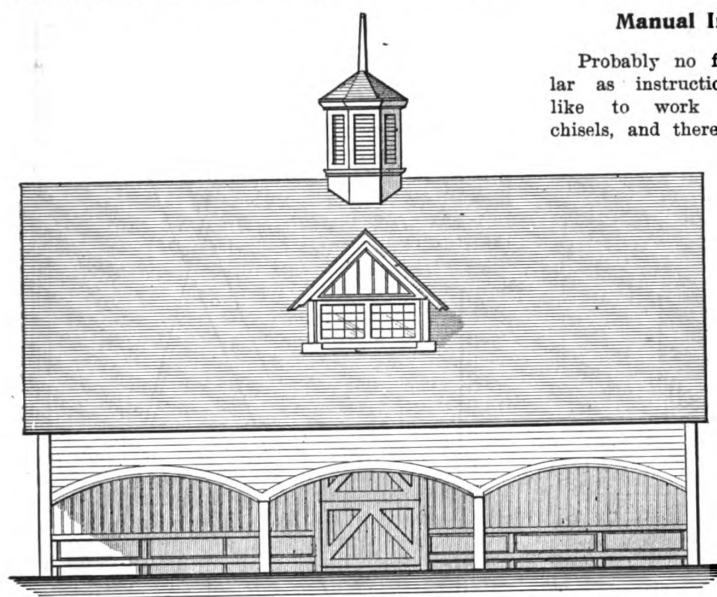 Manual
Probably no
lar as instructio
like to work
chisels, and there